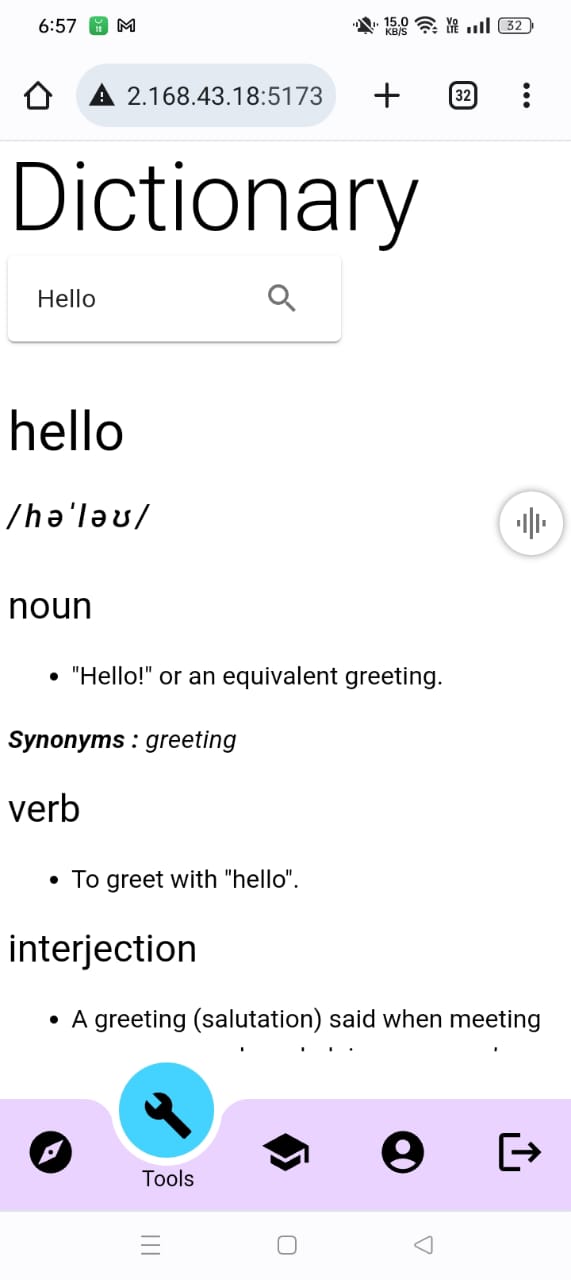 6:57
15.0
KB/S
Vo
LTE
32
2.168.43.18:5173
32
Dictionary
Hello
hello
/həˈləʊ/
noun
• "Hello!" or an equivalent greeting.
Synonyms : greeting
verb
• To greet with "hello".
interjection
• A greeting (salutation) said when meeting
Tools